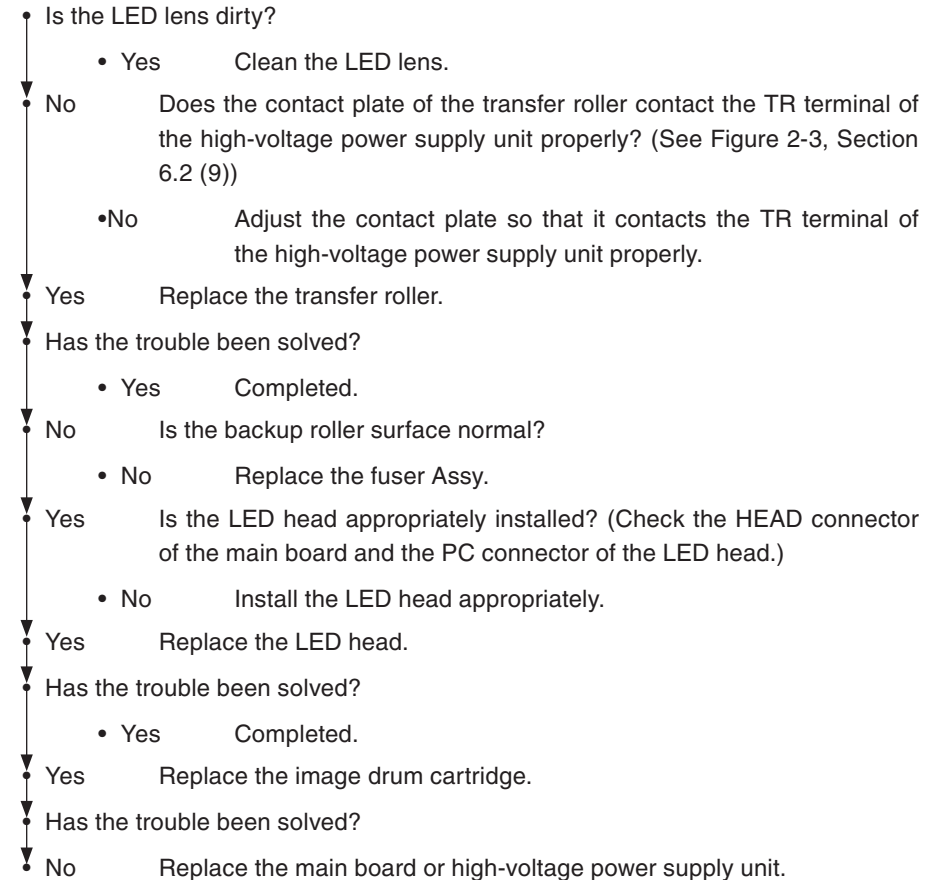 • Is the LED lens dirty?
• Yes Clean the LED lens.
• No Does the contact plate of the transfer roller contact the TR terminal of
the high-voltage power supply unit properly? (See Figure 2-3, Section
6.2 (9))
•No Adjust the contact plate so that it contacts the TR terminal of
the high-voltage power supply unit properly.
• Yes Replace the transfer roller.
• Has the trouble been solved?
• Yes Completed.
• No Is the backup roller surface normal?
• No Replace the fuser Assy.
• Yes Is the LED head appropriately installed? (Check the HEAD connector
of the main board and the PC connector of the LED head.)
• No Install the LED head appropriately.
• Yes Replace the LED head.
• Has the trouble been solved?
• Yes Completed.
• Yes Replace the image drum cartridge.
• Has the trouble been solved?
• No Replace the main board or high-voltage power supply unit.